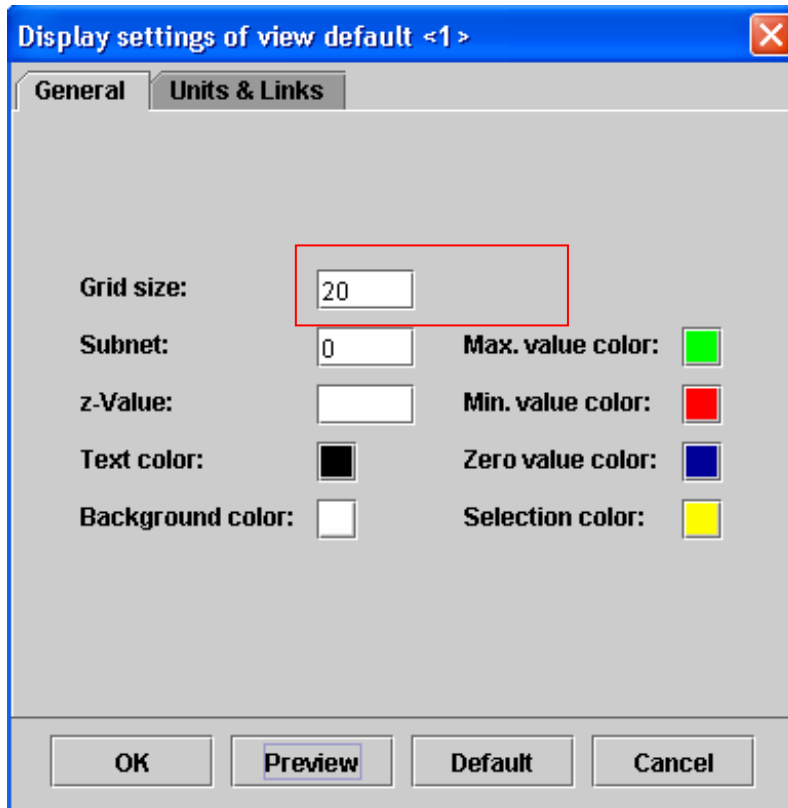 Display settings of view default <1>
General Units & Links
Grid size: 20
Subnet: 0 Max. value color:
z-Value: Min. value color:
Text color: Zero value color:
Background color: Selection color:
OK Preview Default Cancel